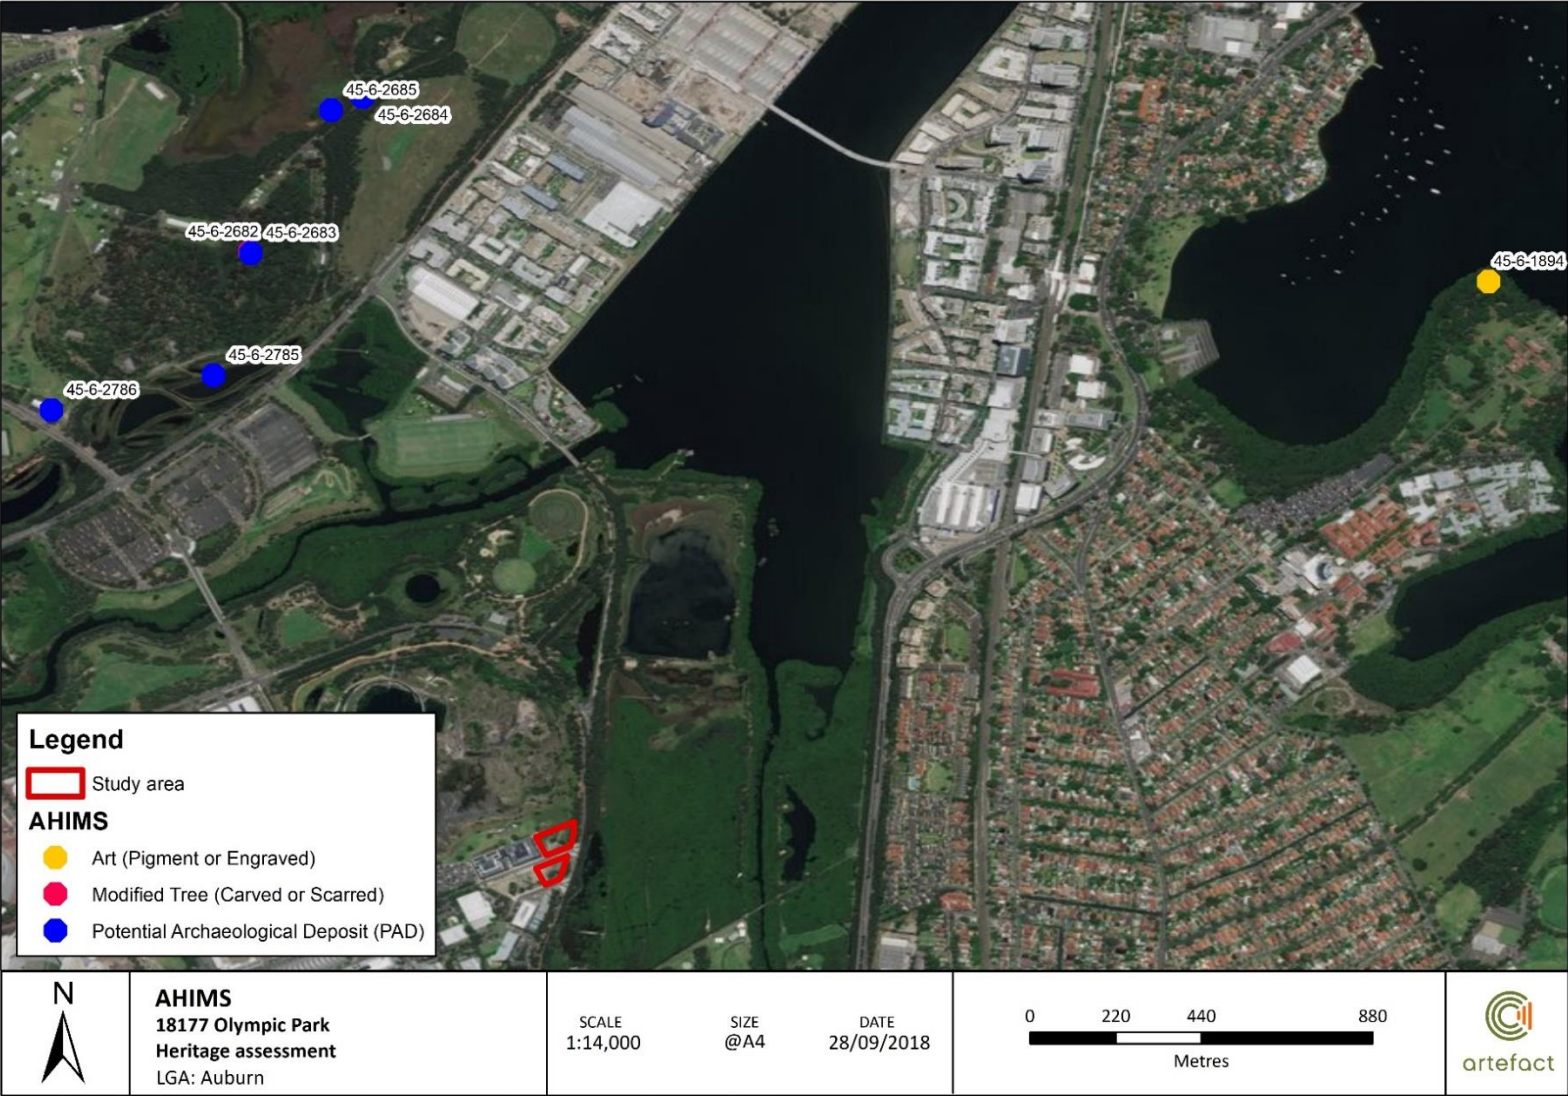 45-6-2685
45-6-2684
45-6-2682 45-6-2683
45-6-1894
45-6-2785
45-6-2786
Legend
Study area
AHIMS
Art (Pigment or Engraved)
Modified Tree (Carved or Scarred)
Potential Archaeological Deposit (PAD)
N
AHIMS
18177 Olympic Park
Heritage assessment
LGA: Auburn
SCALE
1:14,000
SIZE
@A4
DATE
28/09/2018
0 220 440 880
Metres
artefact